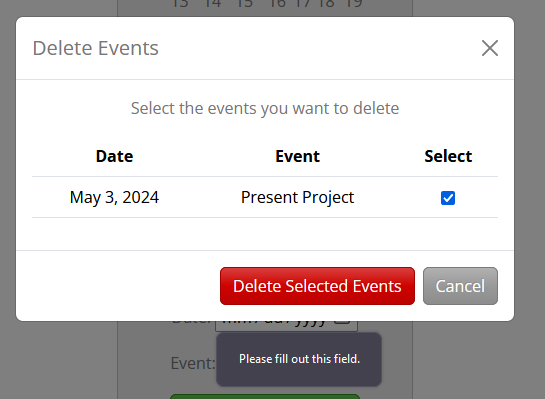 13 14 15 16 17 18 19
Delete Events
Select the events you want to delete
Date Event Select
May 3, 2024 Present Project
Delete Selected Events Cancel
Date: mm/dd/yyyy
Event:
Please fill out this field.